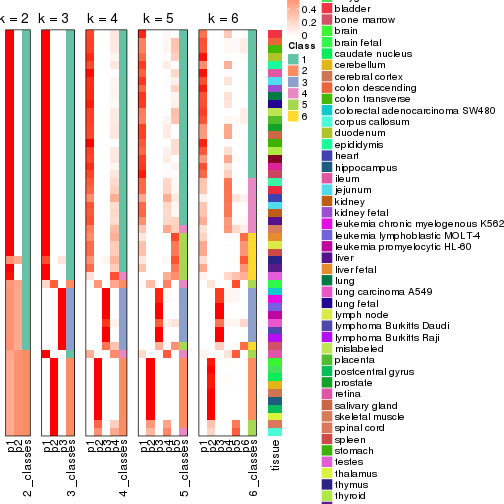 k = 2
k = 3
k = 4
k = 5
k = 6
0.4
0.2
0
Class
1
2
3
4
5
6
bladder
bone marrow
brain
brain fetal
caudate nucleus
cerebellum
cerebral cortex
colon descending
colon transverse
colorectal adenocarcinoma SW480
corpus callosum
duodenum
epididymis
heart
hippocampus
ileum
jejunum
kidney
kidney fetal
leukemia chronic myelogenous K562
leukemia lymphoblastic MOLT-4
leukemia promyelocytic HL-60
liver
liver fetal
lung
lung carcinoma A549
lung fetal
lymph node
lymphoma Burkitts Daudi
lymphoma Burkitts Raji
mislabeled
placenta
postcentral gyrus
prostate
retina
salivary gland
skeletal muscle
spinal cord
spleen
stomach
testes
thalamus
thymus
thyroid
p1
p2
2_classes
p1
p2
p3
3_classes
p1
p2
p3
p4
4_classes
p1
p2
p3
p4
p5
5_classes
p1
p2
p3
p4
p5
p6
6_classes
tissue